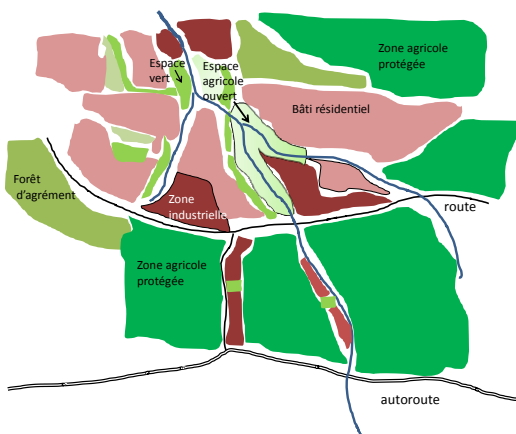 Espace
vert
Espace
agricole
ouvert
Zone agricole
protégée
Bâti résidentiel
Forêt
d'agrément
Zone
industrielle
route
Zone agricole
protégée
autoroute